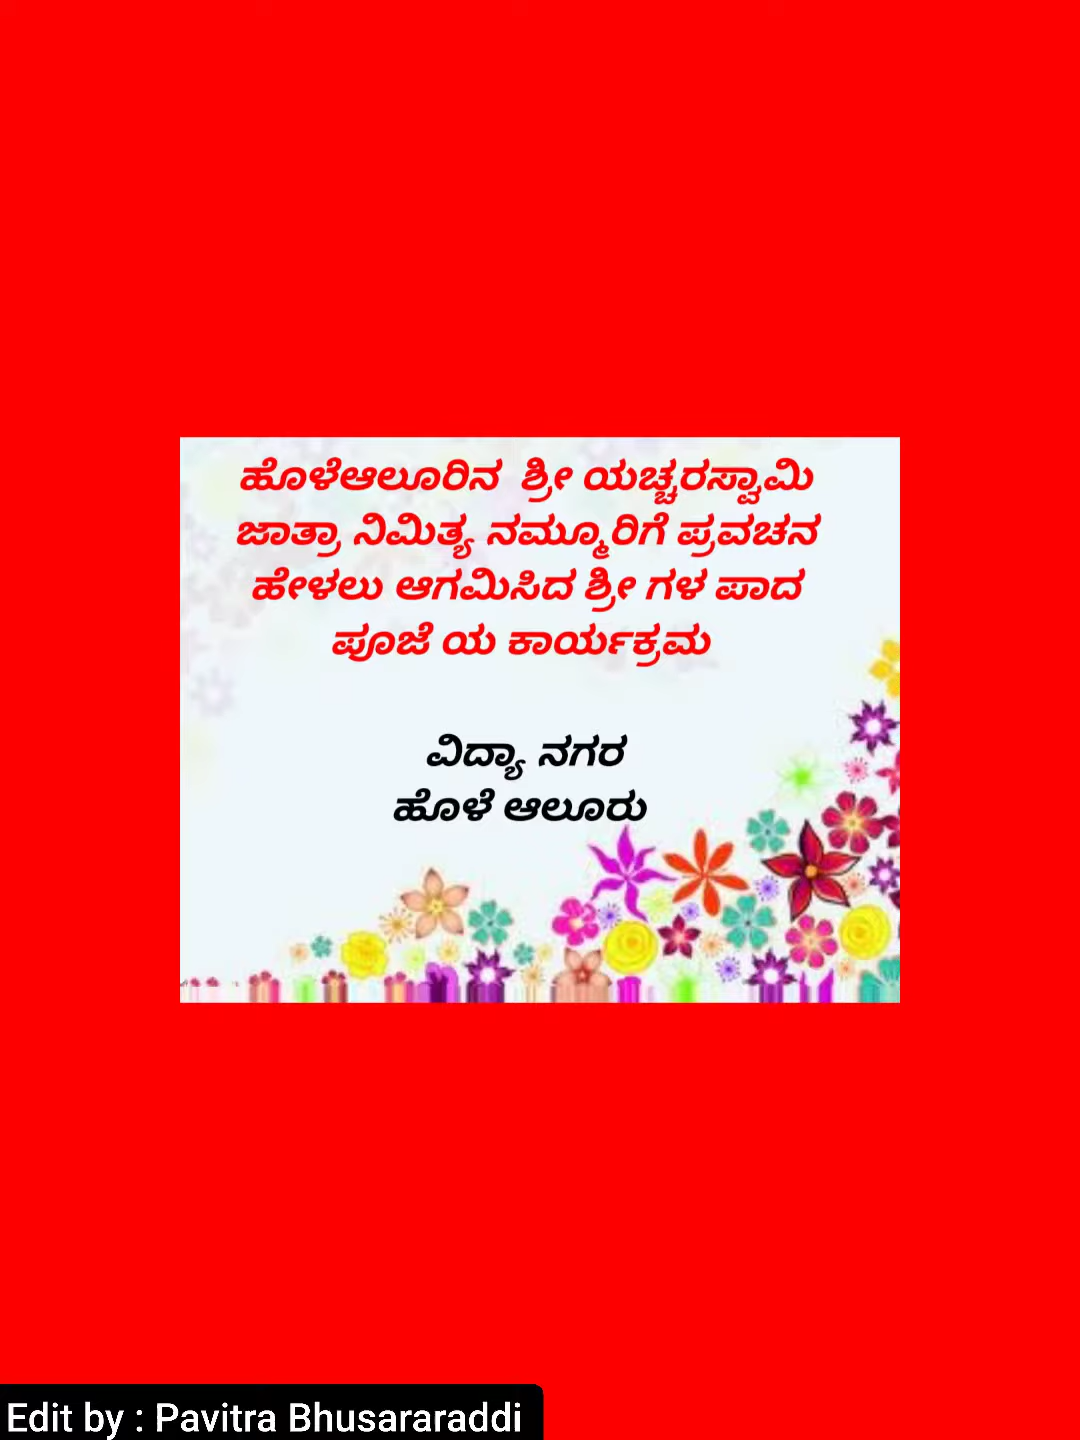 ಹೊಳೆಆಲೂರಿನ ಶ್ರೀ ಯಚ್ಚರಸ್ವಾಮಿ
ಜಾತ್ರಾ ನಿಮಿತ್ಯ ನಮ್ಮೂರಿಗೆ ಪ್ರವಚನ
ಹೇಳಲು ಆಗಮಿಸಿದ ಶ್ರೀ ಗಳ ಪಾದ
ಪೂಜೆ ಯ ಕಾರ್ಯಕ್ರಮ
ವಿದ್ಯಾ ನಗರ
ಹೊಳೆ ಆಲೂರು
Edit by : Pavitra Bhusararaddi